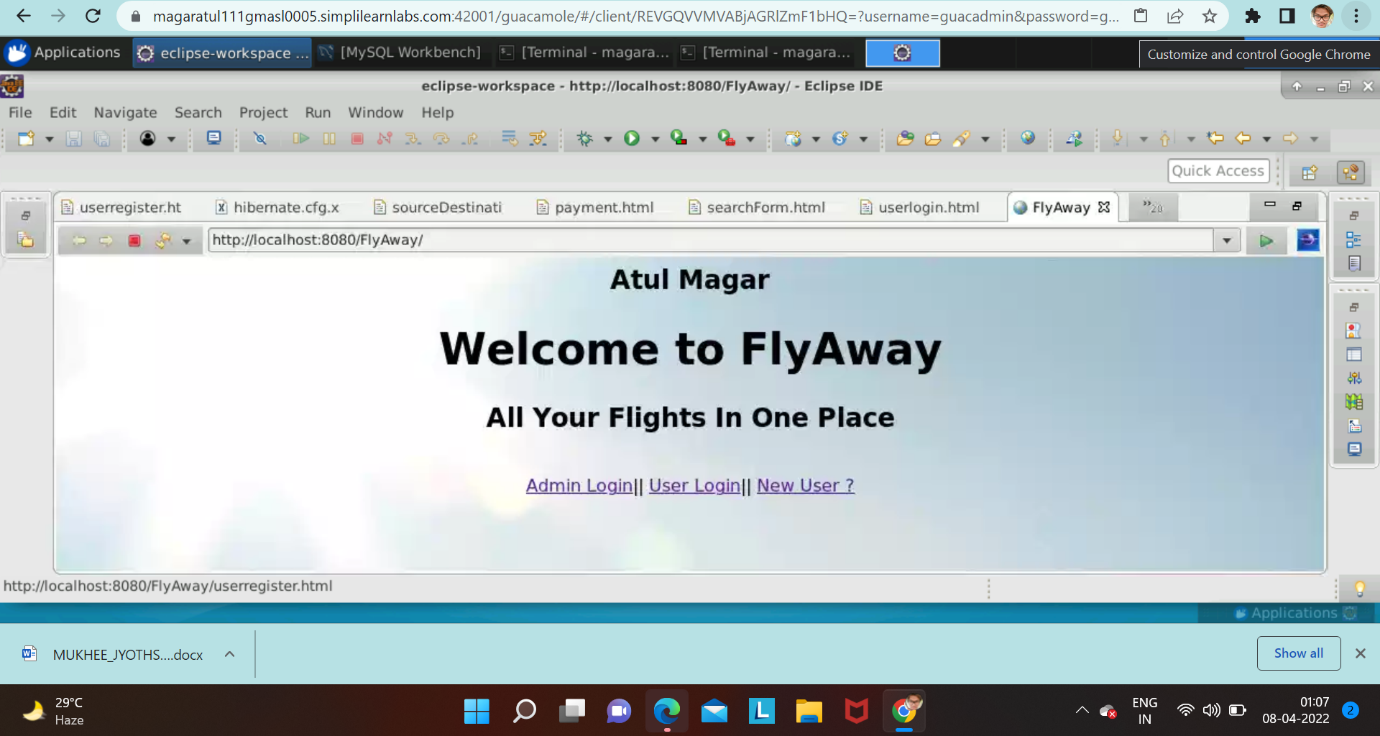 magaratul111gmasl0005.simplilearnlabs.com:42001/guacamole/#/client/REVGQVVMVABjAGRlZmF1bHQ=?username=guacadmin&password=g...
Applications eclipse-workspace ... [MySQL Workbench] [Terminal - magara... [Terminal - magara...
Customize and control Google Chrome
eclipse-workspace - http://localhost:8080/FlyAway/ - Eclipse IDE
File Edit Navigate Search Project Run Window Help
Quick Access
userregister.ht hibernate.cfg.x sourceDestinati payment.html searchForm.html userlogin.html FlyAway »20
http://localhost:8080/FlyAway/
Atul Magar
Welcome to FlyAway
All Your Flights In One Place
Admin Login|| User Login|| New User ?
http://localhost:8080/FlyAway/userregister.html
Applications
MUKHEE_JYOTHS....docx
Show all
29°C
Haze
ENG
IN
01:07
08-04-2022
2